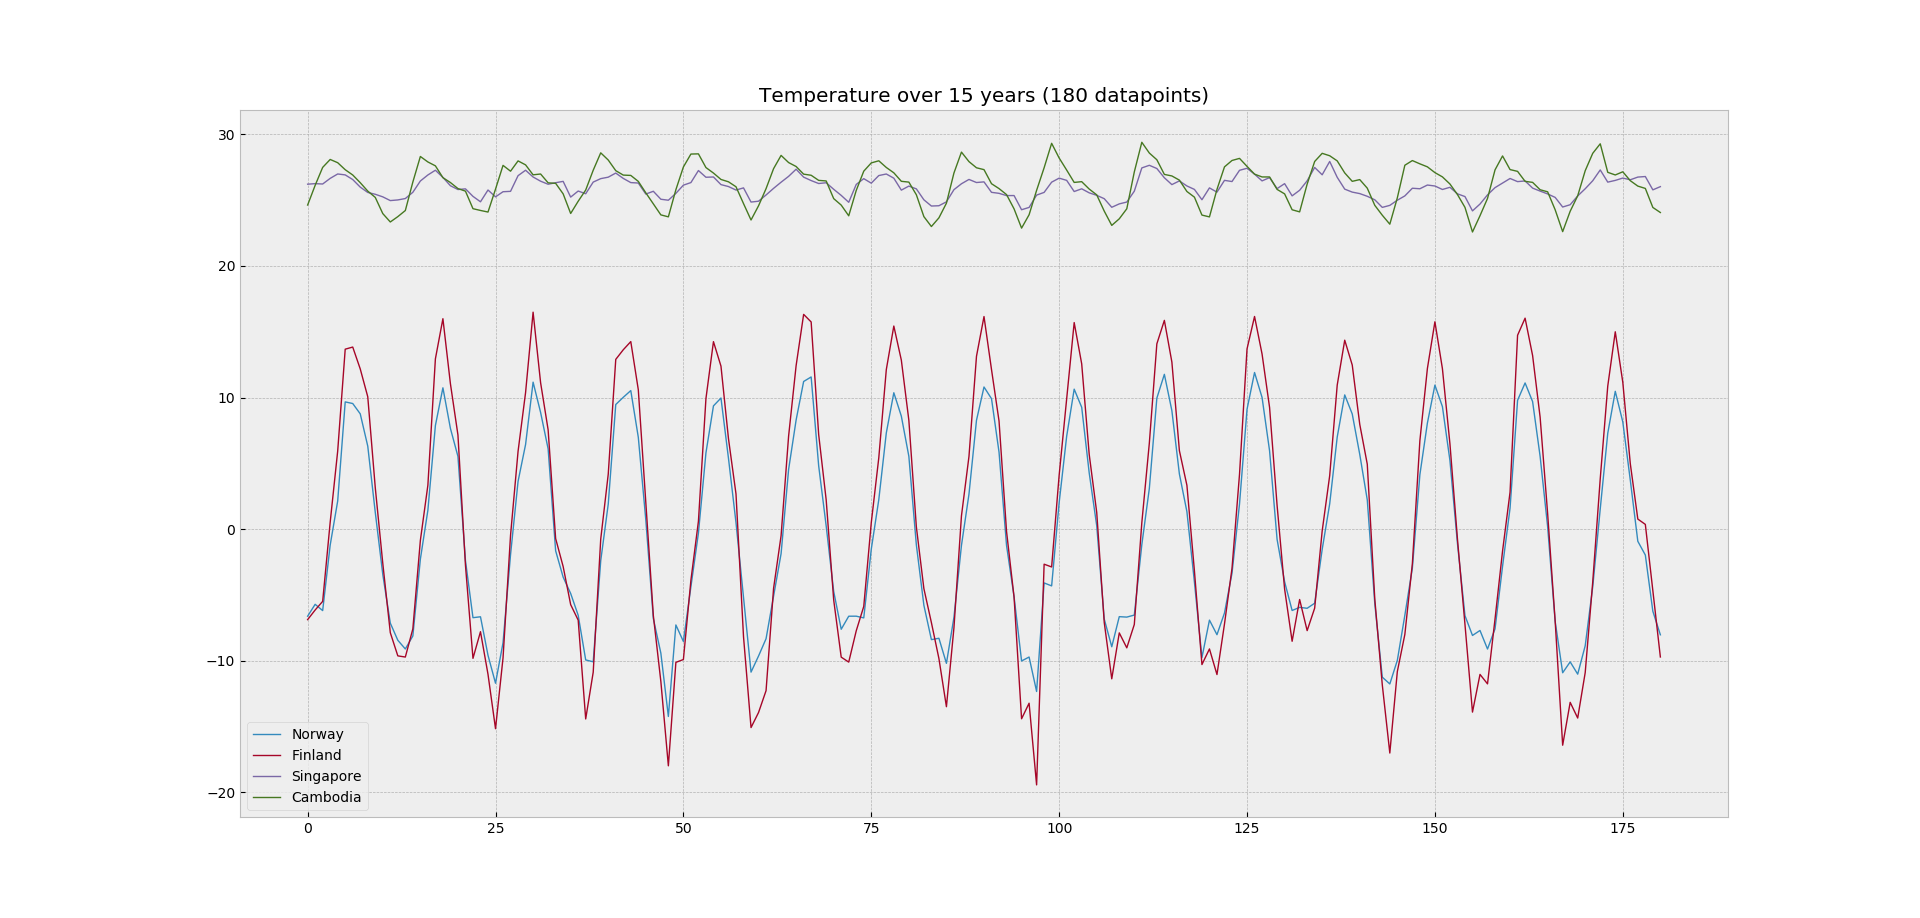 Temperature over 15 years (180 datapoints)
30
20
10
0
−10
−20
Norway
Finland
Singapore
Cambodia
0 25 50 75 100 125 150 175